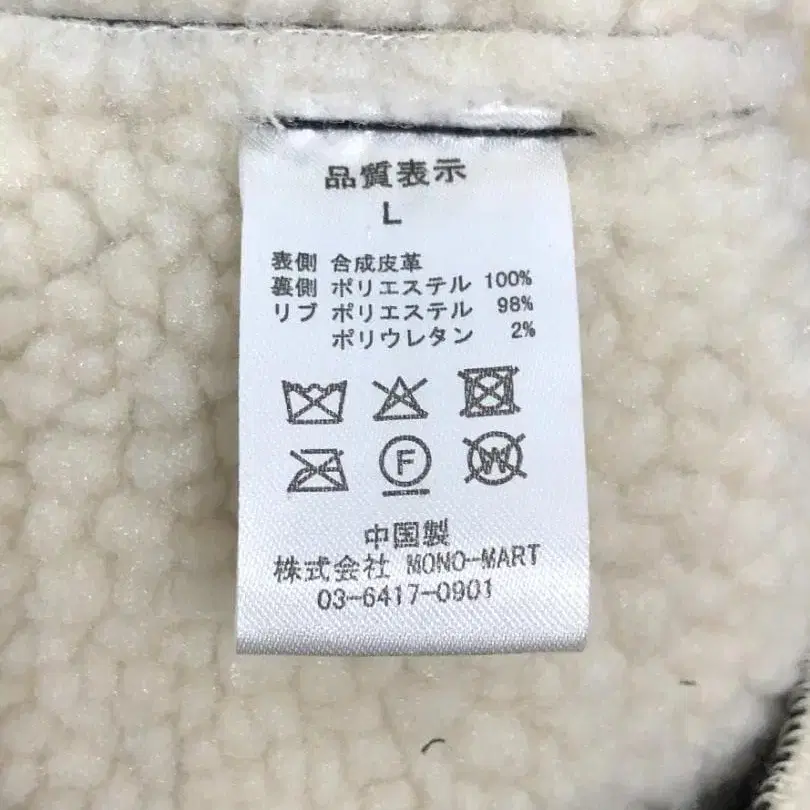 品質表示
L
表側 合成皮革
裏側 ポリエステル 100%
リブ ポリエステル 98%
ポリウレタン 2%
F
W
中国製
株式会社 MONO-MART
03-6417-0901